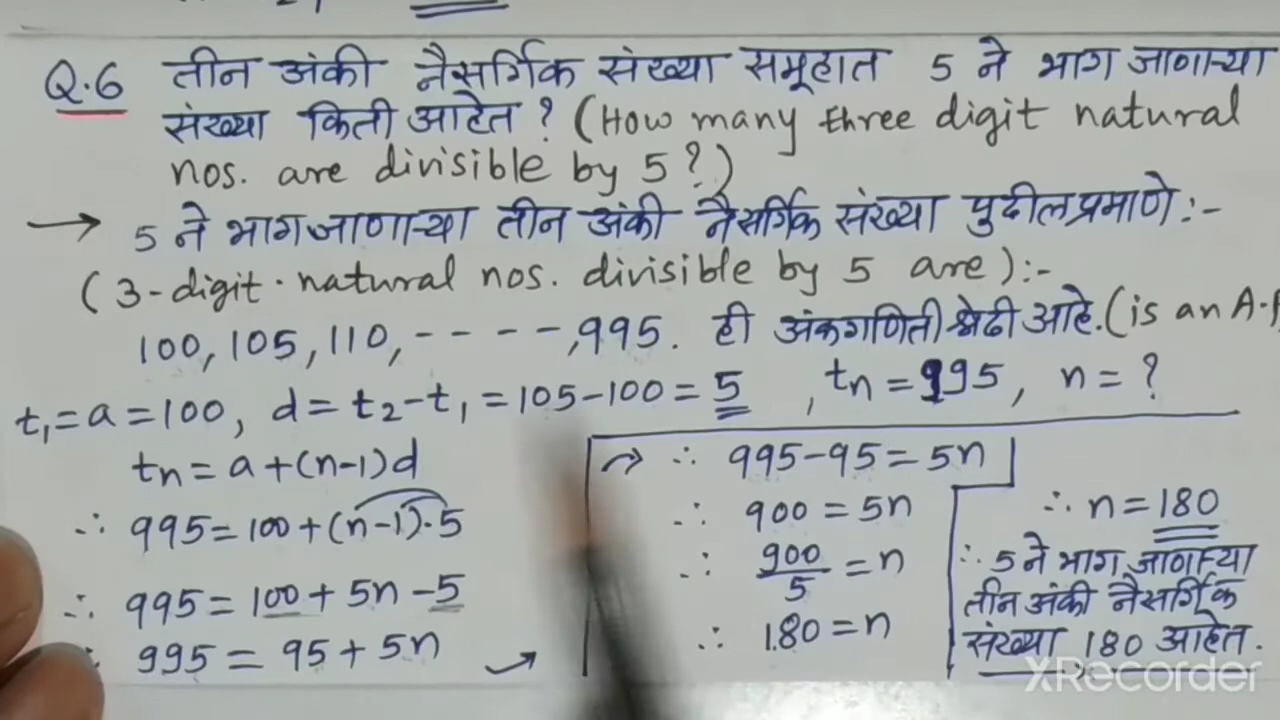 Q.6 तीन अंकी नैसर्गिक संख्या समूहात 5 ने भाग जाणाऱ्या
संख्या किती आहेत? (How many three digit natural
nos. are divisible by 5?)
→ 5 ने भाग जाणाऱ्या तीन अंकी नैसर्गिक संख्या पुढीलप्रमाणे:-
(3-digit. natural nos. divisible by 5 are):-
100, 105, 110, - - - -, 995. ही अंकगणिती श्रेढी आहे. (is an A.P
t₁ = a = 100, d = t₂ - t₁ = 105 - 100 = 5 , tn = 995, n = ?
tn = a + (n-1)d
∴ 995 = 100 + (n-1).5
∴ 995 = 100 + 5n - 5
∴ 995 = 95 + 5n →
→ ∴ 995 - 95 = 5n
∴ 900 = 5n
∴ 900/5 = n
∴ 180 = n
∴ n = 180
∴ 5 ने भाग जाणाऱ्या
तीन अंकी नैसर्गिक
संख्या 180 आहेत.
XRecorder